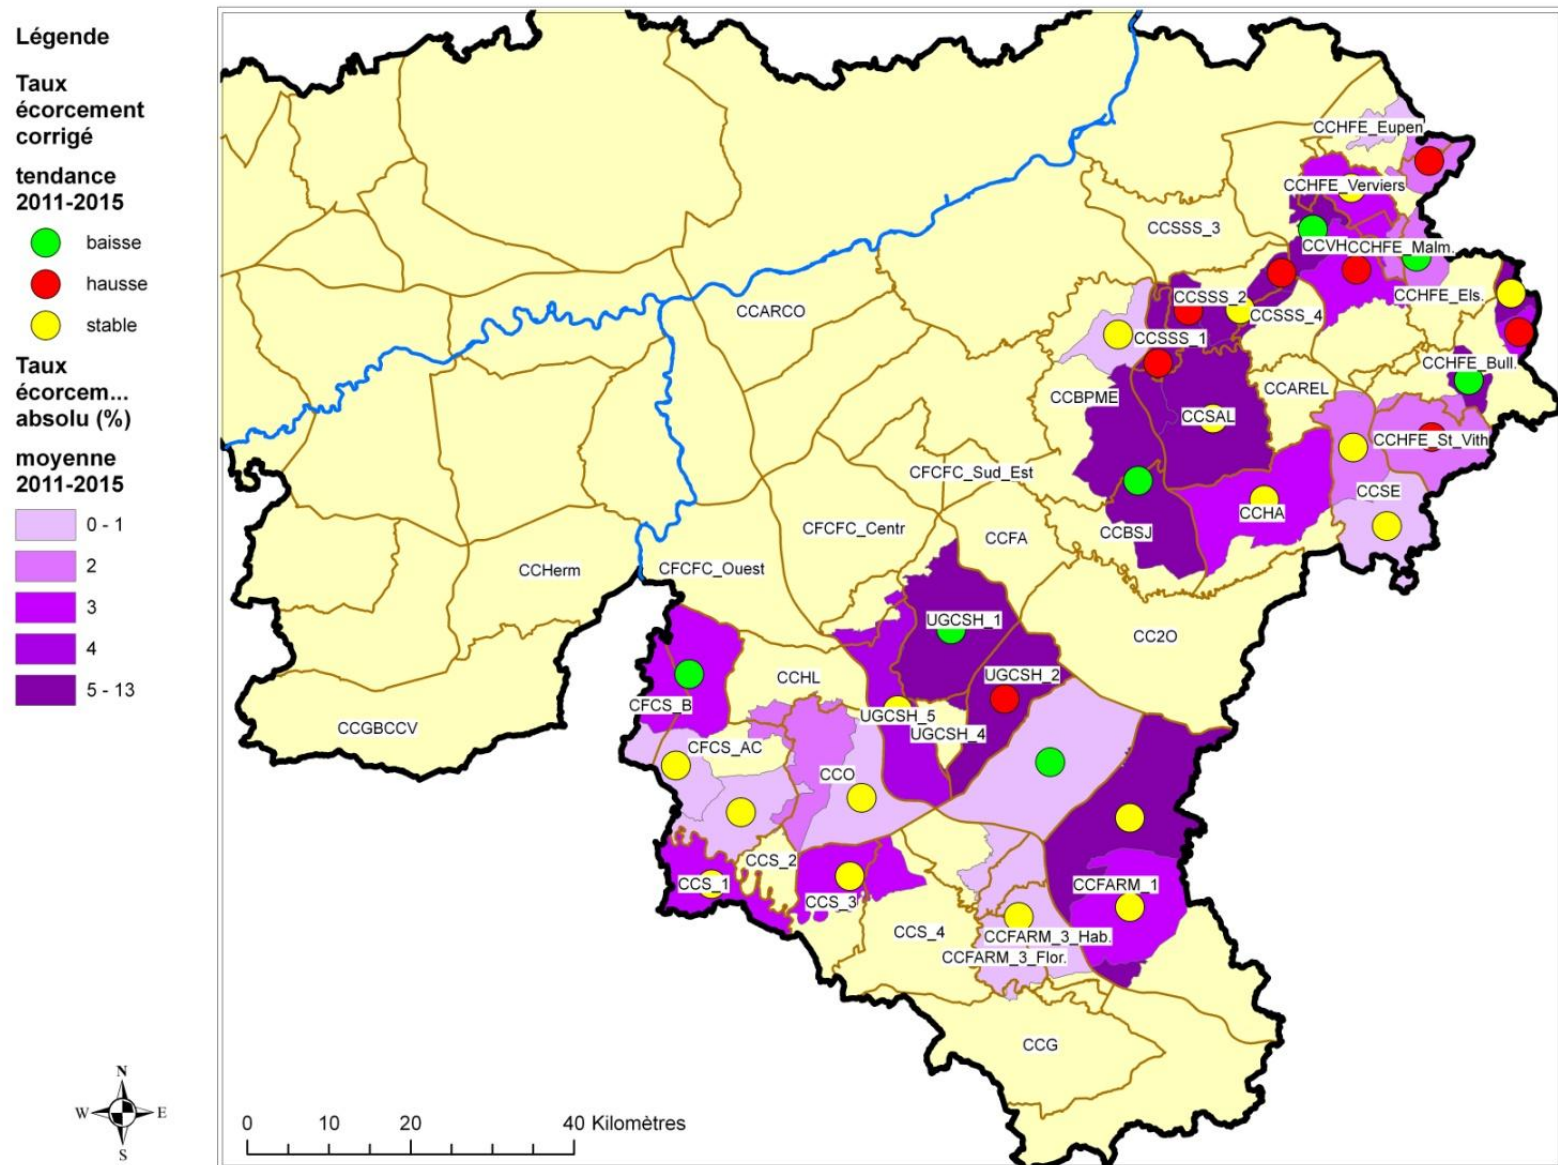 Légende
Taux
écorcement
corrigé
tendance
2011-2015
baisse
hausse
stable
Taux
écorcem...
absolu (%)
moyenne
2011-2015
0 - 1
2
3
4
5 - 13
CCHFE_Eupen
CCHFE_Verviers
CCSSS_3
CCVH
CCHFE_Malm.
CCHFE_Els.
CCSSS_2
CCARCO
CCSSS_4
CCSSS_1
CCHFE_Bull.
CCAREL
CCBPME
CCSAL
CCHFE_St_Vith
CFCFC_Sud_Est
CCSE
CCHA
CFCFC_Centr
CCBSJ
CCFA
CCHerm
CFCFC_Ouest
UGCSH_1
CC2O
UGCSH_2
CCHL
CFCS_B
UGCSH_5
CCGBCCV
UGCSH_4
CFCS_AC
CCO
CCS_2
CCS_1
CCFARM_1
CCS_3
CCS_4
CCFARM_3_Hab.
CCFARM_3_Flor.
CCG
N
W E
S
0 10 20 40 Kilomètres